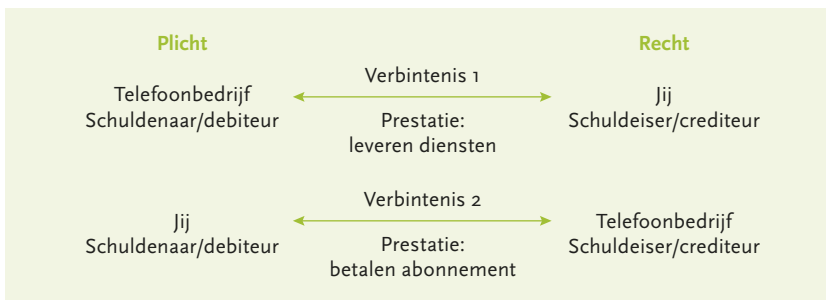 Plicht Recht
Verbintenis 1
Telefoonbedrijf Jij
Schuldenaar/debiteur Prestatie: Schuldeiser/crediteur
leveren diensten
Verbintenis 2
Jij Telefoonbedrijf
Schuldenaar/debiteur Prestatie: Schuldeiser/crediteur
betalen abonnement